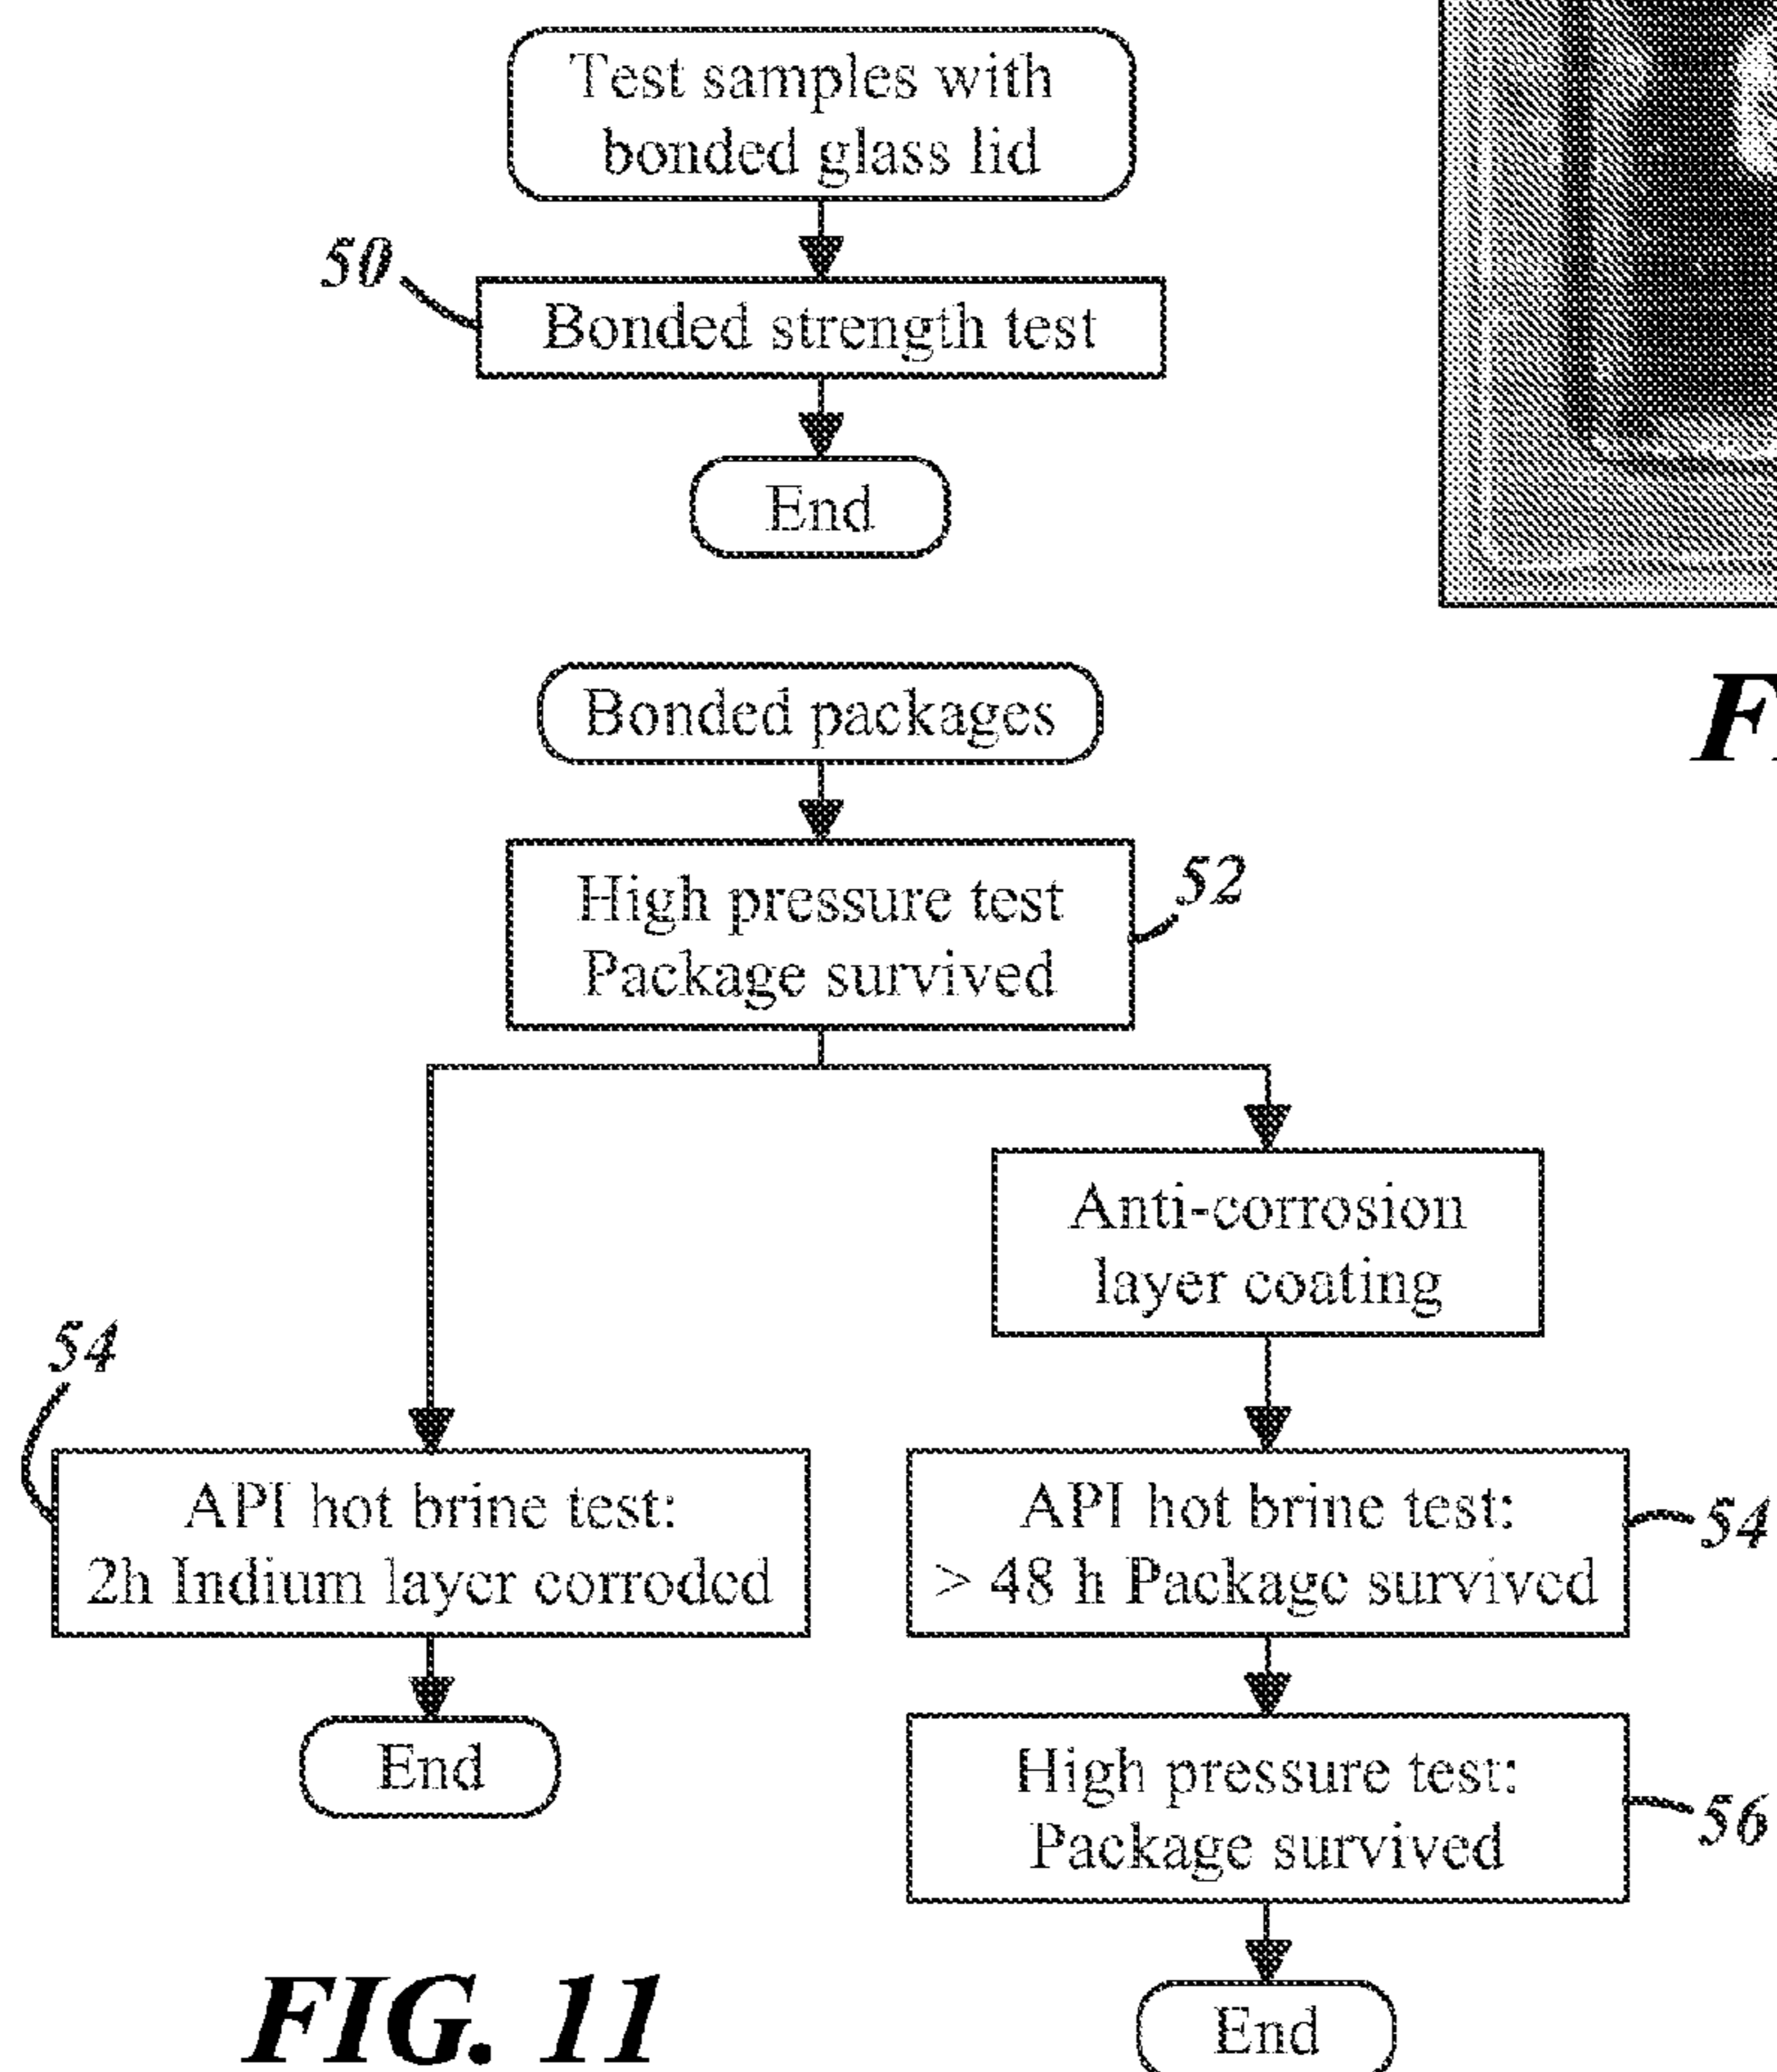 Test samples with
bonded glass lid
50
Bonded strength test
End
Bonded packages
High pressure test
Package survived
52
Anti-corrosion
layer coating
54
API hot brine test:
2h Indium layer corroded
API hot brine test:
> 48 h Package survived
54
End
High pressure test:
Package survived
56
End
FIG. 11